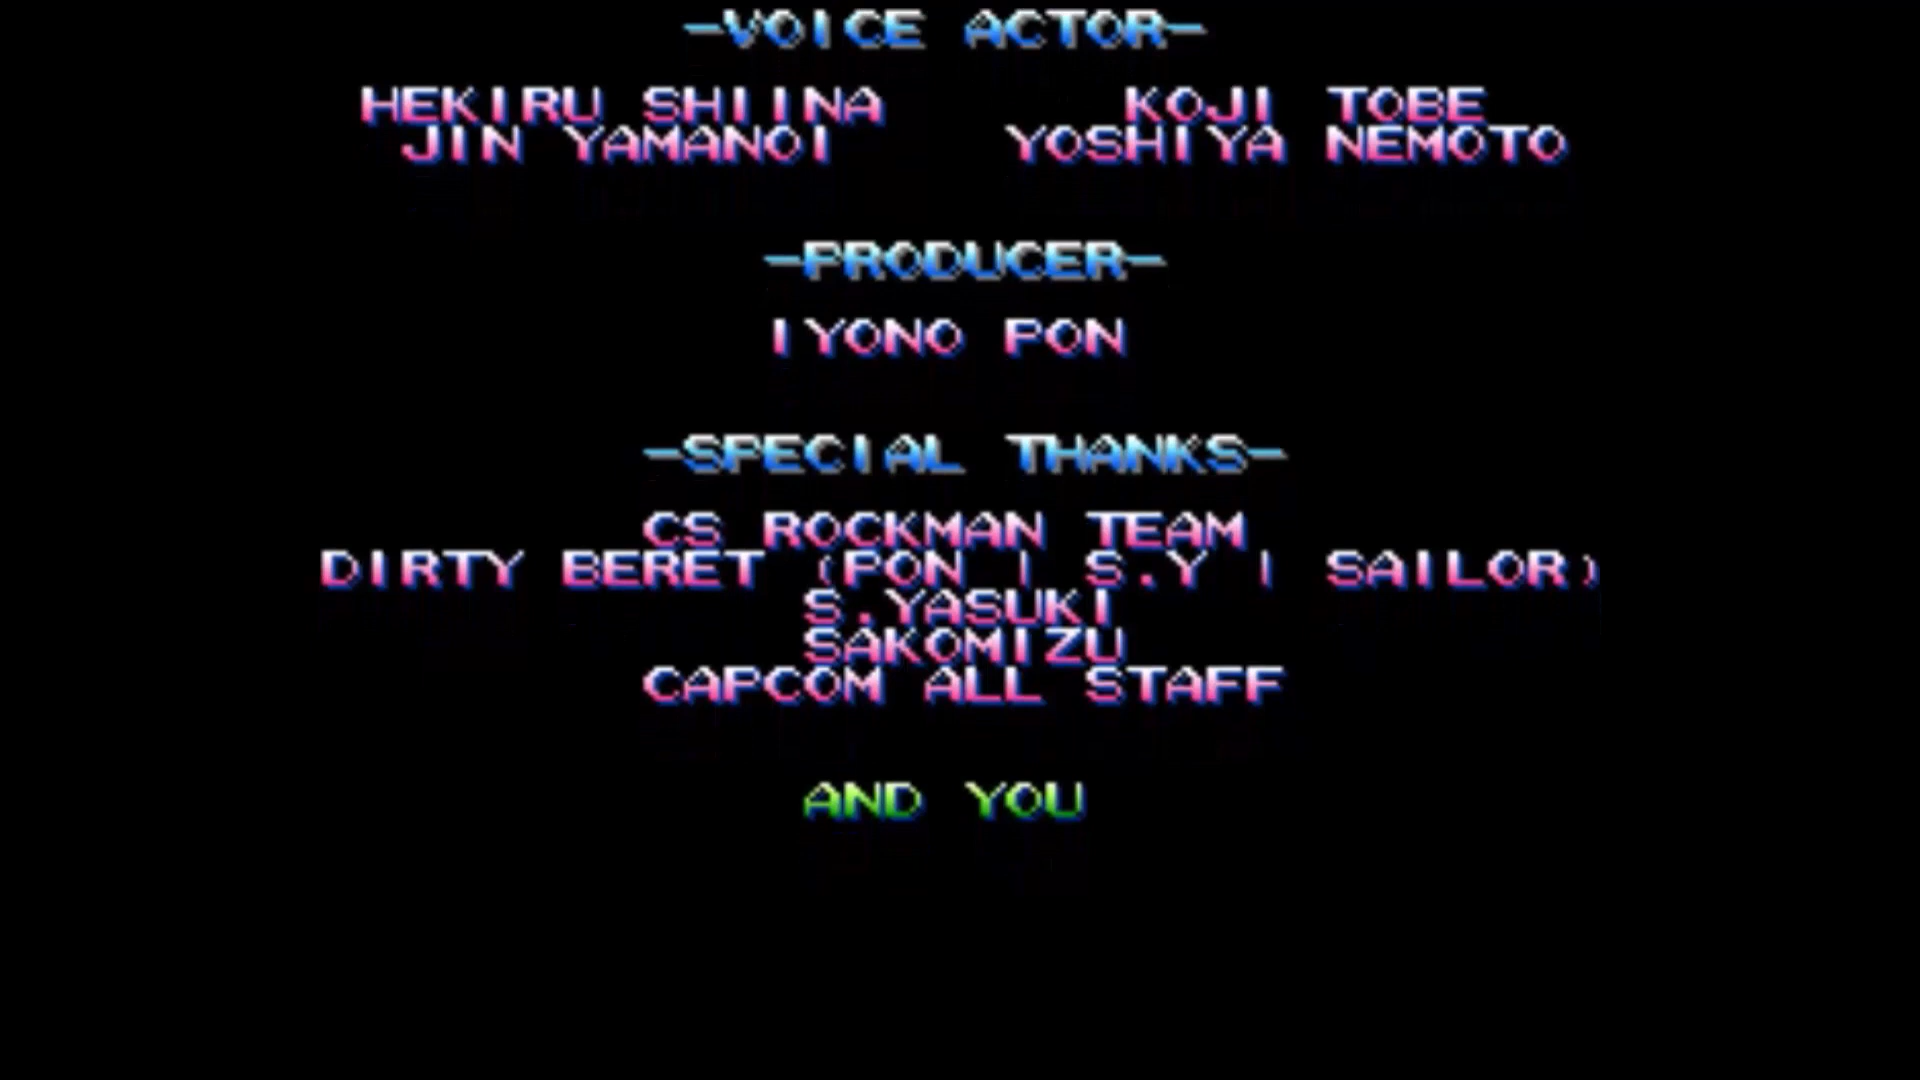 -VOICE ACTOR-
HEKIRU SHIINA KOJI TOBE
JIN YAMANOI YOSHIYA NEMOTO
-PRODUCER-
IYONO PON
-SPECIAL THANKS-
CS ROCKMAN TEAM
DIRTY BERET (PON | S.Y | SAILOR)
S.YASUKI
SAKOMIZU
CAPCOM ALL STAFF
AND YOU